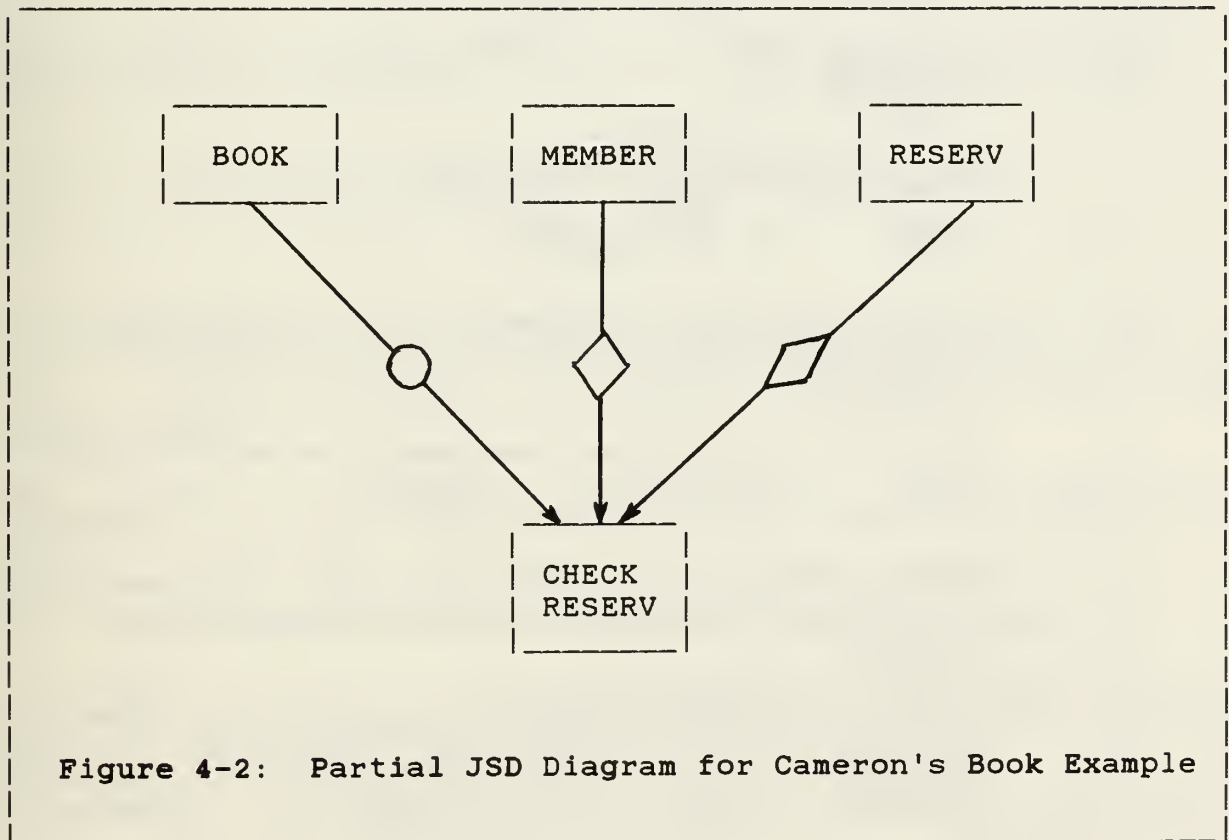 BOOK
MEMBER
RESERV
CHECK
RESERV
Figure 4-2: Partial JSD Diagram for Cameron's Book Example